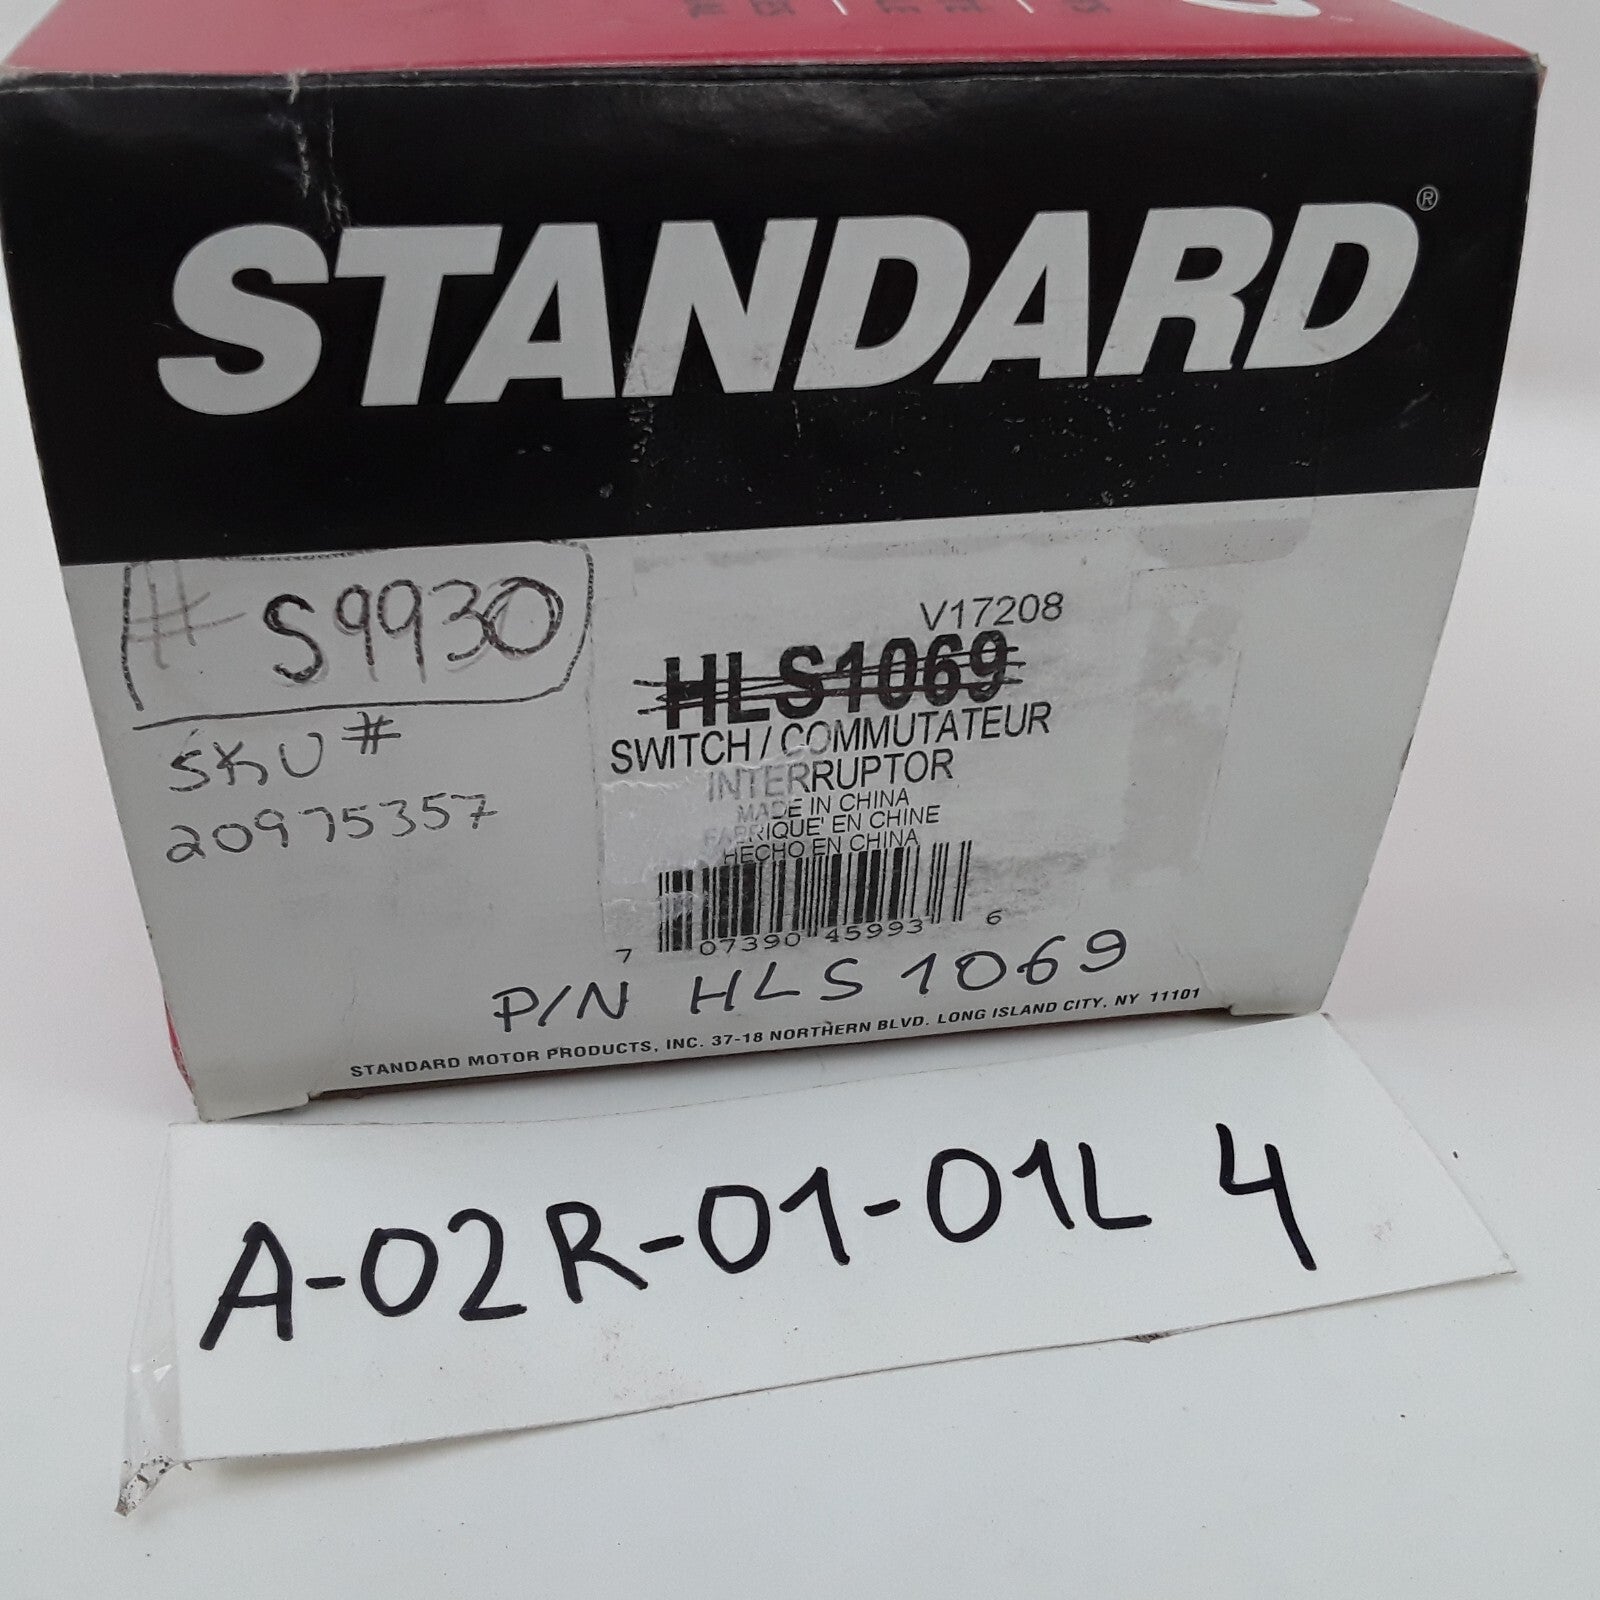 STANDARD®
# S9930
SKU #
20975357
V17208
HLS1069
SWITCH / COMMUTATEUR
INTERRUPTOR
MADE IN CHINA
FABRIQUE' EN CHINE
HECHO EN CHINA
7 07390 45993 6
P/N HLS1069
STANDARD MOTOR PRODUCTS, INC. 37-18 NORTHERN BLVD. LONG ISLAND CITY, NY 11101
A-02R-01-01L 4